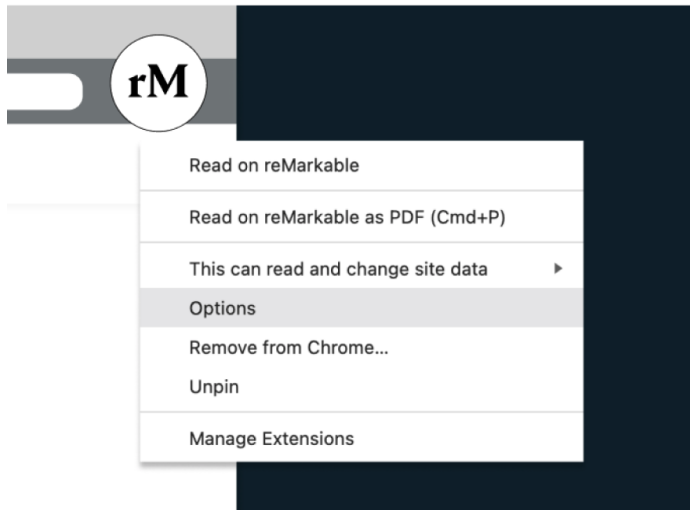 rM
Read on reMarkable
Read on reMarkable as PDF (Cmd+P)
This can read and change site data
Options
Remove from Chrome...
Unpin
Manage Extensions